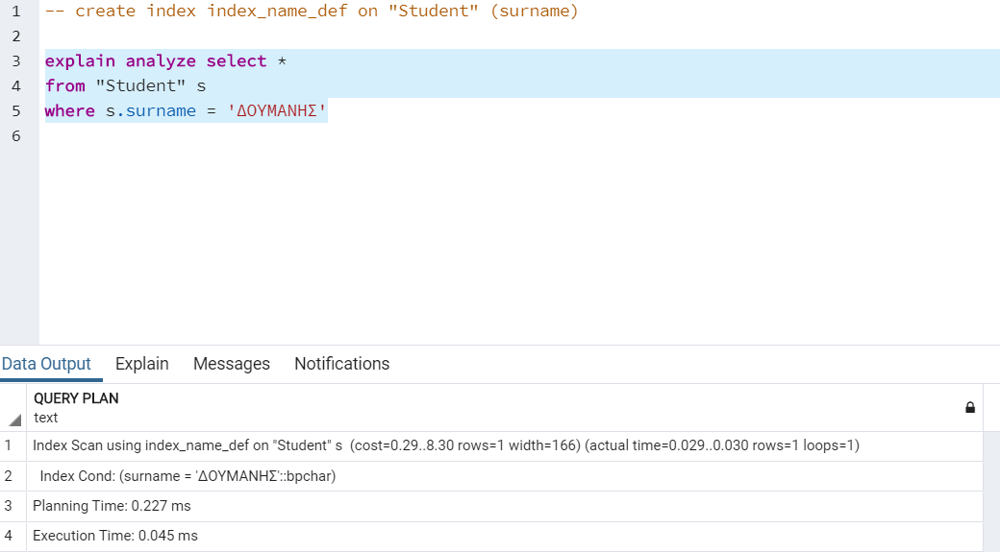 1 -- create index index_name_def on "Student" (surname)
2
3 explain analyze select *
4 from "Student" s
5 where s.surname = 'ΔΟΥΜΑΝΗΣ'
6
Data Output Explain Messages Notifications
QUERY PLAN
text
1 Index Scan using index_name_def on "Student" s (cost=0.29..8.30 rows=1 width=166) (actual time=0.029..0.030 rows=1 loops=1)
2 Index Cond: (surname = 'ΔΟΥΜΑΝΗΣ'::bpchar)
3 Planning Time: 0.227 ms
4 Execution Time: 0.045 ms